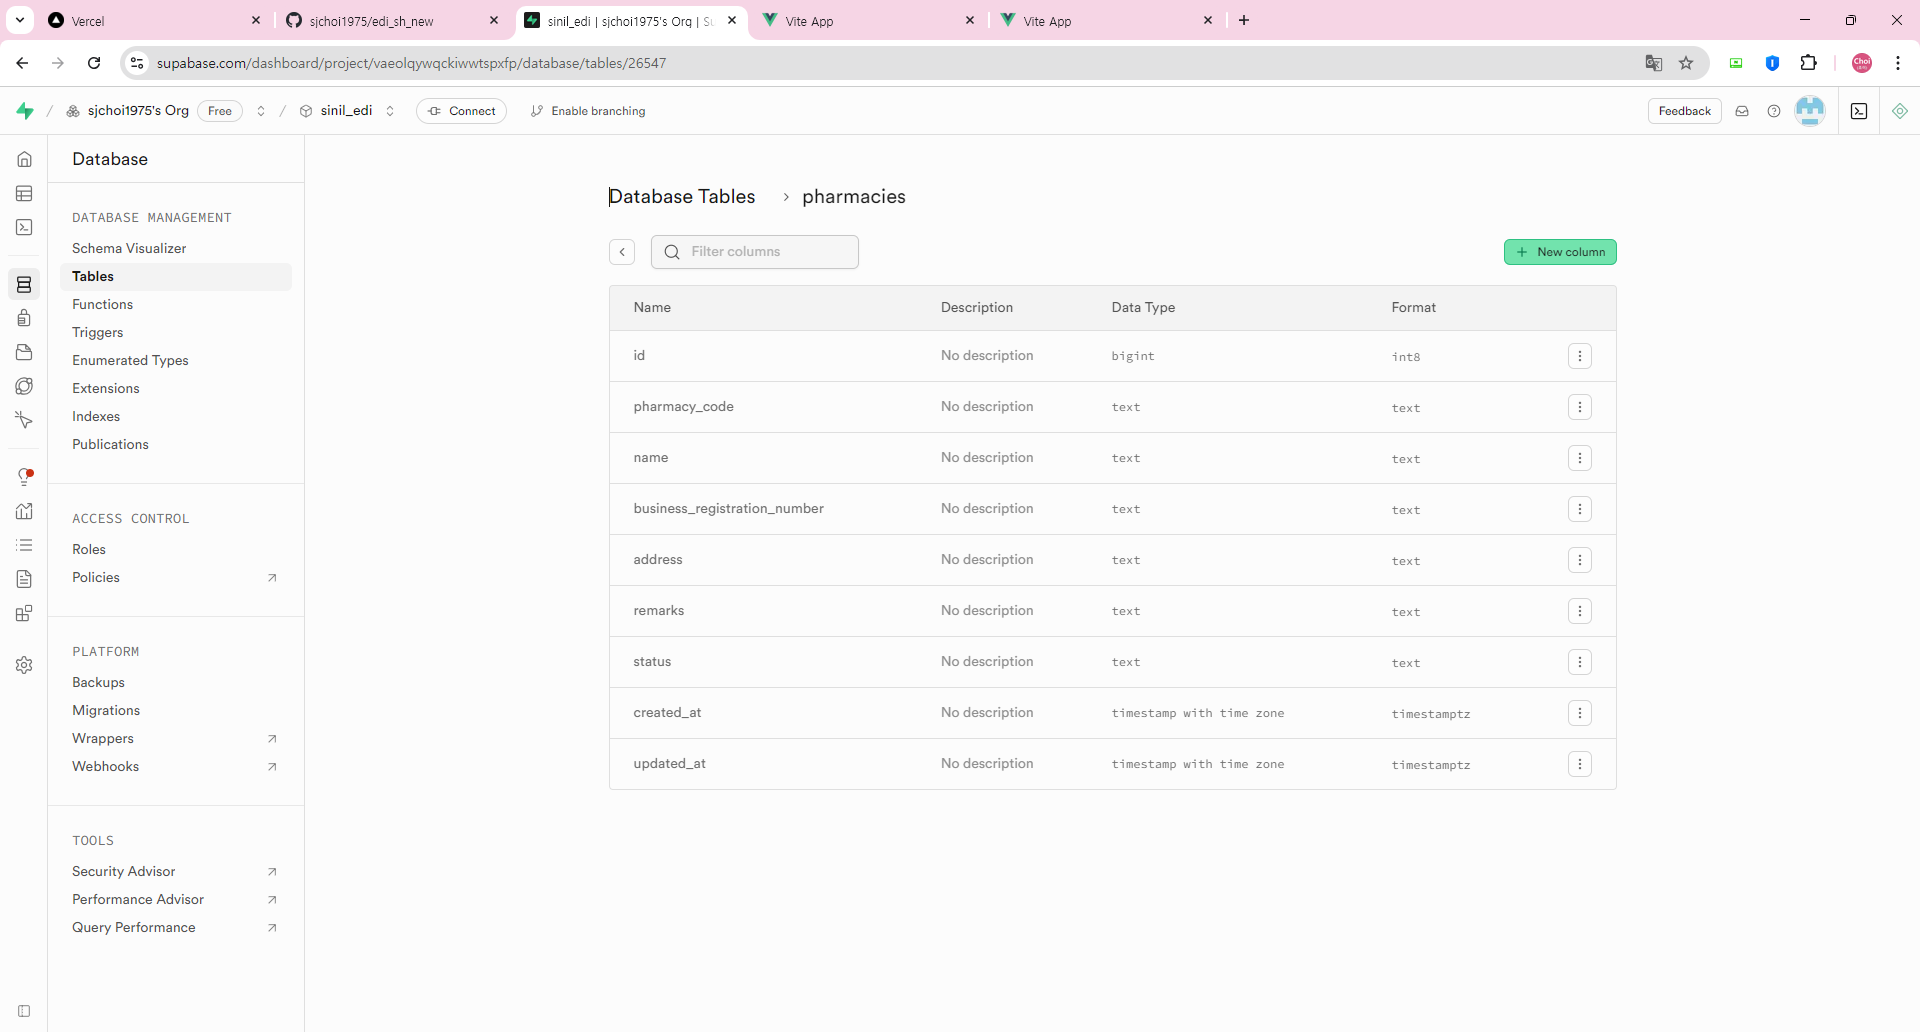 Vercel
sjchoi1975/edi_sh_new
sinil_edi | sjchoi1975's Org | Su
Vite App
Vite App
supabase.com/dashboard/project/vaeolqywqckiwwtspxfp/database/tables/26547
Choi
sjchoi1975's Org
Free
sinil_edi
Connect
Enable branching
Feedback
Database
DATABASE MANAGEMENT
Schema Visualizer
Tables
Functions
Triggers
Enumerated Types
Extensions
Indexes
Publications
ACCESS CONTROL
Roles
Policies
PLATFORM
Backups
Migrations
Wrappers
Webhooks
TOOLS
Security Advisor
Performance Advisor
Query Performance
Database Tables > pharmacies
Filter columns
New column
Name Description Data Type Format
id No description bigint int8
pharmacy_code No description text text
name No description text text
business_registration_number No description text text
address No description text text
remarks No description text text
status No description text text
created_at No description timestamp with time zone timestamptz
updated_at No description timestamp with time zone timestamptz